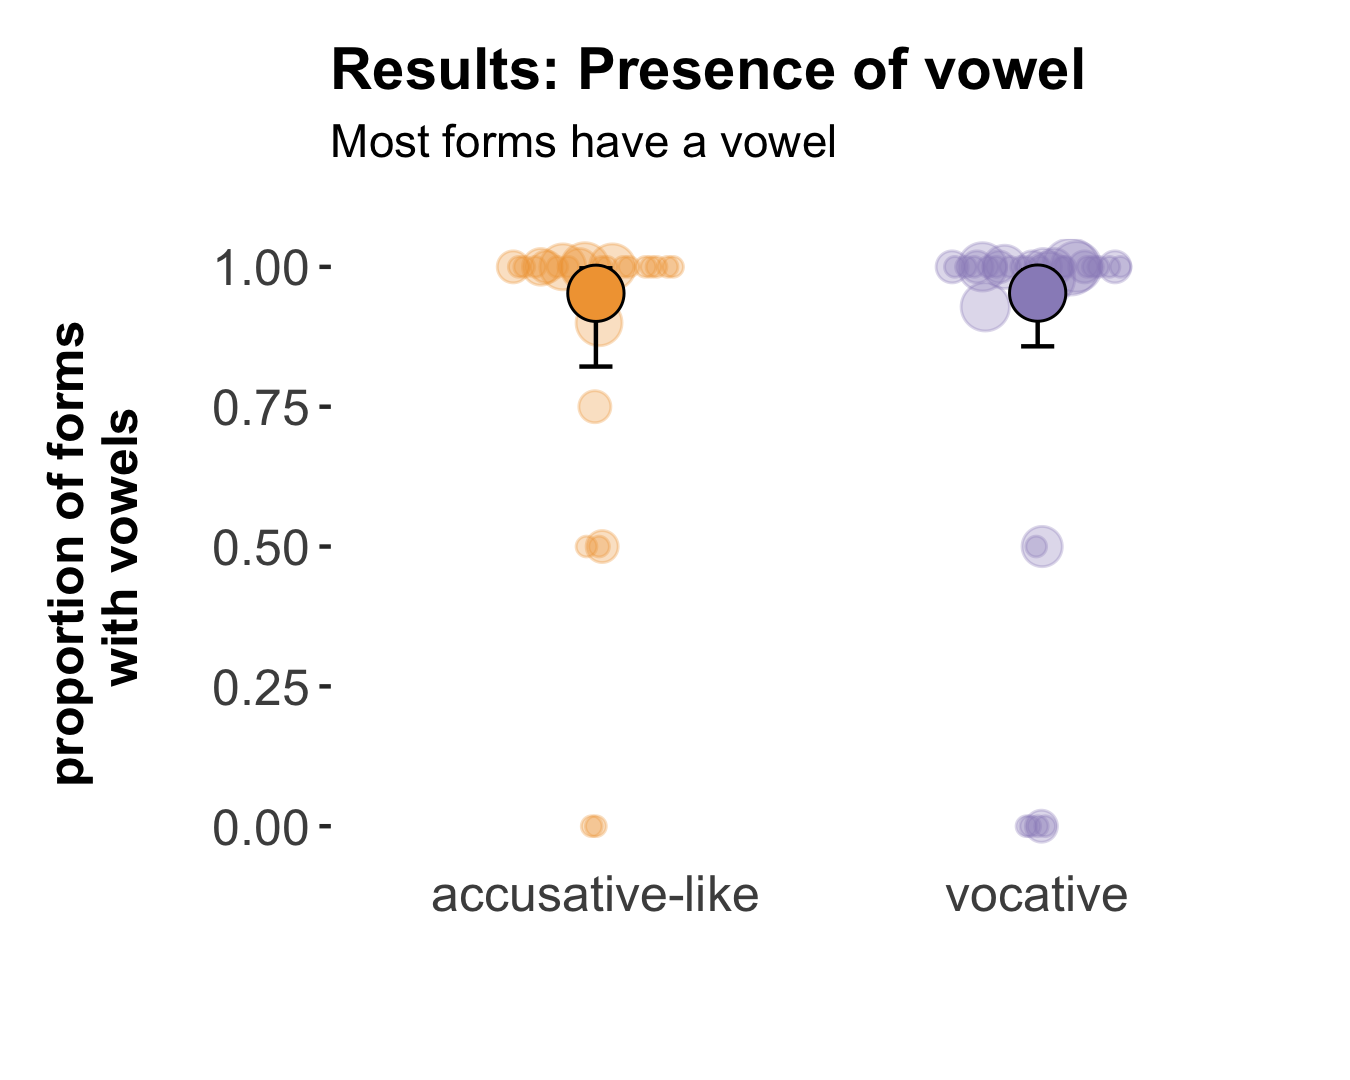 Results: Presence of vowel
Most forms have a vowel
proportion of forms
with vowels
1.00
0.75
0.50
0.25
0.00
accusative-like
vocative